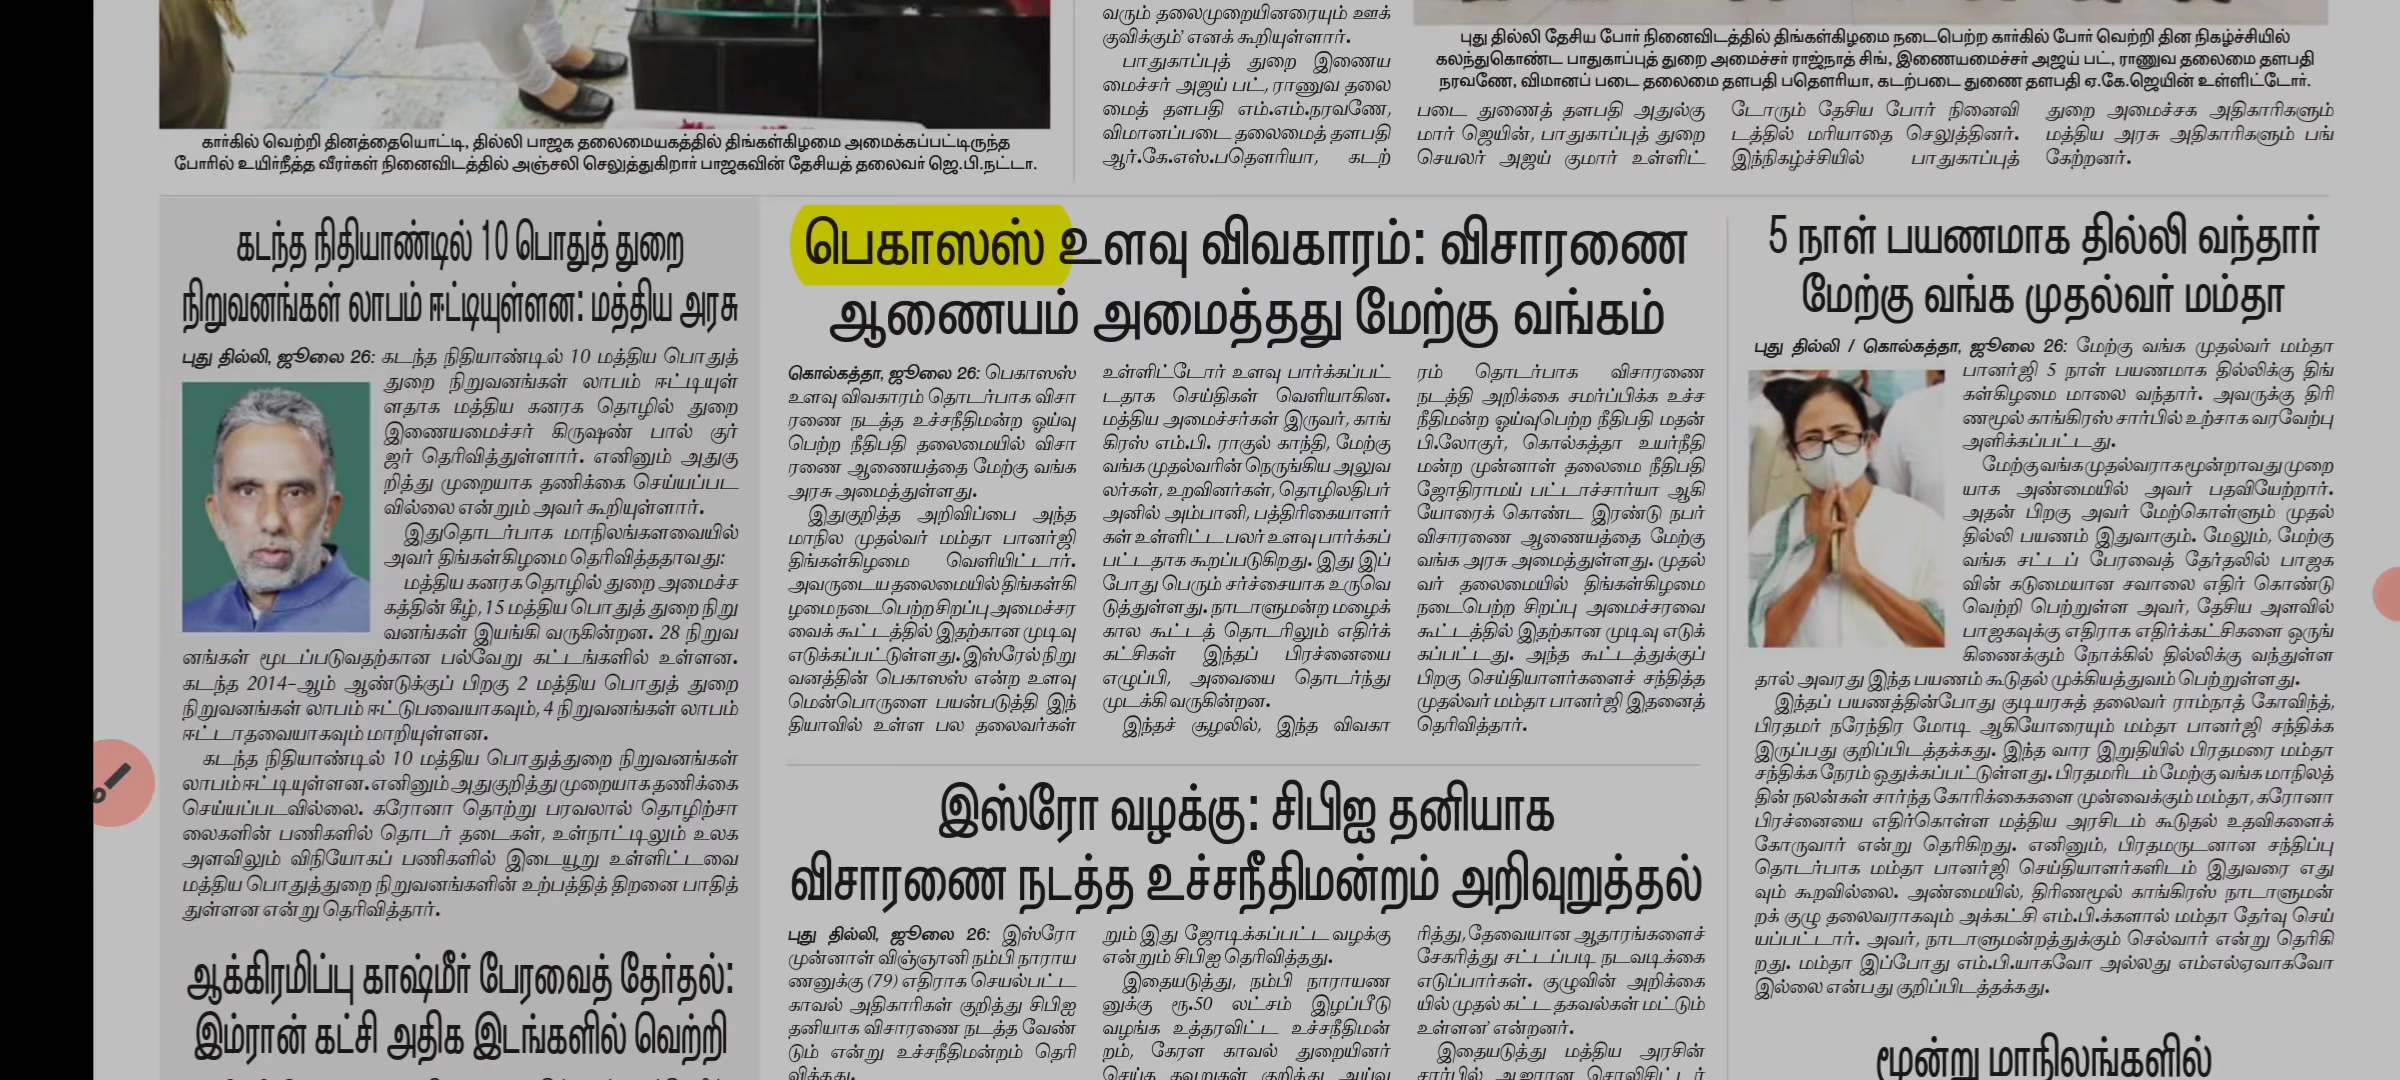 கார்கில் வெற்றி தினத்தையொட்டி, தில்லி பாஜக தலைமையகத்தில் திங்கள்கிழமை அமைக்கப்பட்டிருந்த
போரில் உயிர்நீத்த வீரர்கள் நினைவிடத்தில் அஞ்சலி செலுத்துகிறார் பாஜகவின் தேசியத் தலைவர் ஜெ.பி.நட்டா.
வரும் தலைமுறையினரையும் ஊக்
குவிக்கும்' எனக் கூறியுள்ளார்.
பாதுகாப்புத் துறை இணைய
மைச்சர் அஜய் பட், ராணுவ தலை
மைத் தளபதி எம்.எம்.நரவணே,
விமானப்படை தலைமைத் தளபதி
ஆர்.கே.எஸ்.பதௌரியா, கடற்
புது தில்லி தேசிய போர் நினைவிடத்தில் திங்கள்கிழமை நடைபெற்ற கார்கில் போர் வெற்றி தின நிகழ்ச்சியில்
கலந்துகொண்ட பாதுகாப்புத் துறை அமைச்சர் ராஜ்நாத் சிங், இணையமைச்சர் அஜய் பட், ராணுவ தலைமை தளபதி
நரவணே, விமானப் படை தலைமை தளபதி பதௌரியா, கடற்படை துணை தளபதி ஏ.கே.ஜெயின் உள்ளிட்டோர்.
படை துணைத் தளபதி அதுல்கு
மார் ஜெயின், பாதுகாப்புத் துறை
செயலர் அஜய் குமார் உள்ளிட்
டோரும் தேசிய போர் நினைவி
டத்தில் மரியாதை செலுத்தினர்.
இந்நிகழ்ச்சியில் பாதுகாப்புத்
துறை அமைச்சக அதிகாரிகளும்
மத்திய அரசு அதிகாரிகளும் பங்
கேற்றனர்.
கடந்த நிதியாண்டில் 10 பொதுத் துறை
நிறுவனங்கள் லாபம் ஈட்டியுள்ளன: மத்திய அரசு
புது தில்லி, ஜூலை 26: கடந்த நிதியாண்டில் 10 மத்திய பொதுத்
துறை நிறுவனங்கள் லாபம் ஈட்டியுள்
ளதாக மத்திய கனரக தொழில் துறை
இணையமைச்சர் கிருஷண் பால் குர்
ஜர் தெரிவித்துள்ளார். எனினும் அதுகு
றித்து முறையாக தணிக்கை செய்யப்பட
வில்லை என்றும் அவர் கூறியுள்ளார்.
இதுதொடர்பாக மாநிலங்களவையில்
அவர் திங்கள்கிழமை தெரிவித்ததாவது:
மத்திய கனரக தொழில் துறை அமைச்ச
கத்தின் கீழ், 15 மத்திய பொதுத் துறை நிறு
வனங்கள் இயங்கி வருகின்றன. 28 நிறுவ
னங்கள் மூடப்படுவதற்கான பல்வேறு கட்டங்களில் உள்ளன.
கடந்த 2014-ஆம் ஆண்டுக்குப் பிறகு 2 மத்திய பொதுத் துறை
நிறுவனங்கள் லாபம் ஈட்டுபவையாகவும், 4 நிறுவனங்கள் லாபம்
ஈட்டாதவையாகவும் மாறியுள்ளன.
கடந்த நிதியாண்டில் 10 மத்திய பொதுத்துறை நிறுவனங்கள்
லாபம் ஈட்டியுள்ளன. எனினும் அதுகுறித்து முறையாக தணிக்கை
செய்யப்படவில்லை. கரோனா தொற்று பரவலால் தொழிற்சா
லைகளின் பணிகளில் தொடர் தடைகள், உள்நாட்டிலும் உலக
அளவிலும் விநியோகப் பணிகளில் இடையூறு உள்ளிட்டவை
மத்திய பொதுத்துறை நிறுவனங்களின் உற்பத்தித் திறனை பாதித்
துள்ளன என்று தெரிவித்தார்.
ஆக்கிரமிப்பு காஷ்மீர் பேரவைத் தேர்தல்:
இம்ரான் கட்சி அதிக இடங்களில் வெற்றி
பெகாஸஸ் உளவு விவகாரம்: விசாரணை
ஆணையம் அமைத்தது மேற்கு வங்கம்
கொல்கத்தா, ஜூலை 26: பெகாஸஸ்
உளவு விவகாரம் தொடர்பாக விசா
ரணை நடத்த உச்சநீதிமன்ற ஓய்வு
பெற்ற நீதிபதி தலைமையில் விசா
ரணை ஆணையத்தை மேற்கு வங்க
அரசு அமைத்துள்ளது.
இதுகுறித்த அறிவிப்பை அந்த
மாநில முதல்வர் மம்தா பானர்ஜி
திங்கள்கிழமை வெளியிட்டார்.
அவருடைய தலைமையில் திங்கள்கி
ழமை நடைபெற்ற சிறப்பு அமைச்சர
வைக் கூட்டத்தில் இதற்கான முடிவு
எடுக்கப்பட்டுள்ளது. இஸ்ரேல் நிறு
வனத்தின் பெகாஸஸ் என்ற உளவு
மென்பொருளை பயன்படுத்தி இந்
தியாவில் உள்ள பல தலைவர்கள்
உள்ளிட்டோர் உளவு பார்க்கப்பட்
டதாக செய்திகள் வெளியாகின.
மத்திய அமைச்சர்கள் இருவர், காங்
கிரஸ் எம்.பி. ராகுல் காந்தி, மேற்கு
வங்க முதல்வரின் நெருங்கிய அலுவ
லர்கள், உறவினர்கள், தொழிலதிபர்
அனில் அம்பானி, பத்திரிகையாளர்
கள் உள்ளிட்ட பலர் உளவு பார்க்கப்
பட்டதாக கூறப்படுகிறது. இது இப்
போது பெரும் சர்ச்சையாக உருவெ
டுத்துள்ளது. நாடாளுமன்ற மழைக்
கால கூட்டத் தொடரிலும் எதிர்க்
கட்சிகள் இந்தப் பிரச்னையை
எழுப்பி, அவையை தொடர்ந்து
முடக்கி வருகின்றன.
இந்தச் சூழலில், இந்த விவகா
ரம் தொடர்பாக விசாரணை
நடத்தி அறிக்கை சமர்ப்பிக்க உச்ச
நீதிமன்ற ஓய்வுபெற்ற நீதிபதி மதன்
பி.லோகுர், கொல்கத்தா உயர்நீதி
மன்ற முன்னாள் தலைமை நீதிபதி
ஜோதிராமய் பட்டாச்சார்யா ஆகி
யோரைக் கொண்ட இரண்டு நபர்
விசாரணை ஆணையத்தை மேற்கு
வங்க அரசு அமைத்துள்ளது. முதல்
வர் தலைமையில் திங்கள்கிழமை
நடைபெற்ற சிறப்பு அமைச்சரவை
கூட்டத்தில் இதற்கான முடிவு எடுக்
கப்பட்டது. அந்த கூட்டத்துக்குப்
பிறகு செய்தியாளர்களைச் சந்தித்த
முதல்வர் மம்தா பானர்ஜி இதனைத்
தெரிவித்தார்.
இஸ்ரோ வழக்கு: சிபிஐ தனியாக
விசாரணை நடத்த உச்சநீதிமன்றம் அறிவுறுத்தல்
புது தில்லி, ஜூலை 26: இஸ்ரோ
முன்னாள் விஞ்ஞானி நம்பி நாராய
ணனுக்கு (79) எதிராக செயல்பட்ட
காவல் அதிகாரிகள் குறித்து சிபிஐ
தனியாக விசாரணை நடத்த வேண்
டும் என்று உச்சநீதிமன்றம் தெரி
வித்தது.
றும் இது ஜோடிக்கப்பட்ட வழக்கு
என்றும் சிபிஐ தெரிவித்தது.
இதையடுத்து, நம்பி நாராயண
னுக்கு ரூ.50 லட்சம் இழப்பீடு
வழங்க உத்தரவிட்ட உச்சநீதிமன்
றம், கேரள காவல் துறையினர்
செய்த தவறுகள் குறித்து ஆய்வு
ரித்து, தேவையான ஆதாரங்களைச்
சேகரித்து சட்டப்படி நடவடிக்கை
எடுப்பார்கள். குழுவின் அறிக்கை
யில் முதல் கட்ட தகவல்கள் மட்டும்
உள்ளன' என்றனர்.
இதையடுத்து மத்திய அரசின்
சார்பில் ஆஜரான சொலிசிட்டர்
5 நாள் பயணமாக தில்லி வந்தார்
மேற்கு வங்க முதல்வர் மம்தா
புது தில்லி / கொல்கத்தா, ஜூலை 26: மேற்கு வங்க முதல்வர் மம்தா
பானர்ஜி 5 நாள் பயணமாக தில்லிக்கு திங்
கள்கிழமை மாலை வந்தார். அவருக்கு திரி
ணமூல் காங்கிரஸ் சார்பில் உற்சாக வரவேற்பு
அளிக்கப்பட்டது.
மேற்கு வங்க முதல்வராக மூன்றாவது முறை
யாக அண்மையில் அவர் பதவியேற்றார்.
அதன் பிறகு அவர் மேற்கொள்ளும் முதல்
தில்லி பயணம் இதுவாகும். மேலும், மேற்கு
வங்க சட்டப் பேரவைத் தேர்தலில் பாஜக
வின் கடுமையான சவாலை எதிர் கொண்டு
வெற்றி பெற்றுள்ள அவர், தேசிய அளவில்
பாஜகவுக்கு எதிராக எதிர்க்கட்சிகளை ஒருங்
கிணைக்கும் நோக்கில் தில்லிக்கு வந்துள்ள
தால் அவரது இந்த பயணம் கூடுதல் முக்கியத்துவம் பெற்றுள்ளது.
இந்தப் பயணத்தின்போது குடியரசுத் தலைவர் ராம்நாத் கோவிந்த்,
பிரதமர் நரேந்திர மோடி ஆகியோரையும் மம்தா பானர்ஜி சந்திக்க
இருப்பது குறிப்பிடத்தக்கது. இந்த வார இறுதியில் பிரதமரை மம்தா
சந்திக்க நேரம் ஒதுக்கப்பட்டுள்ளது. பிரதமரிடம் மேற்கு வங்க மாநிலத்
தின் நலன்கள் சார்ந்த கோரிக்கைகளை முன்வைக்கும் மம்தா, கரோனா
பிரச்னையை எதிர்கொள்ள மத்திய அரசிடம் கூடுதல் உதவிகளைக்
கோருவார் என்று தெரிகிறது. எனினும், பிரதமருடனான சந்திப்பு
தொடர்பாக மம்தா பானர்ஜி செய்தியாளர்களிடம் இதுவரை எது
வும் கூறவில்லை. அண்மையில், திரிணமூல் காங்கிரஸ் நாடாளுமன்
றக் குழு தலைவராகவும் அக்கட்சி எம்.பி.க்களால் மம்தா தேர்வு செய்
யப்பட்டார். அவர், நாடாளுமன்றத்துக்கும் செல்வார் என்று தெரிகி
றது. மம்தா இப்போது எம்.பி.யாகவோ அல்லது எம்எல்ஏவாகவோ
இல்லை என்பது குறிப்பிடத்தக்கது.
மூன்று மாநிலங்களில்